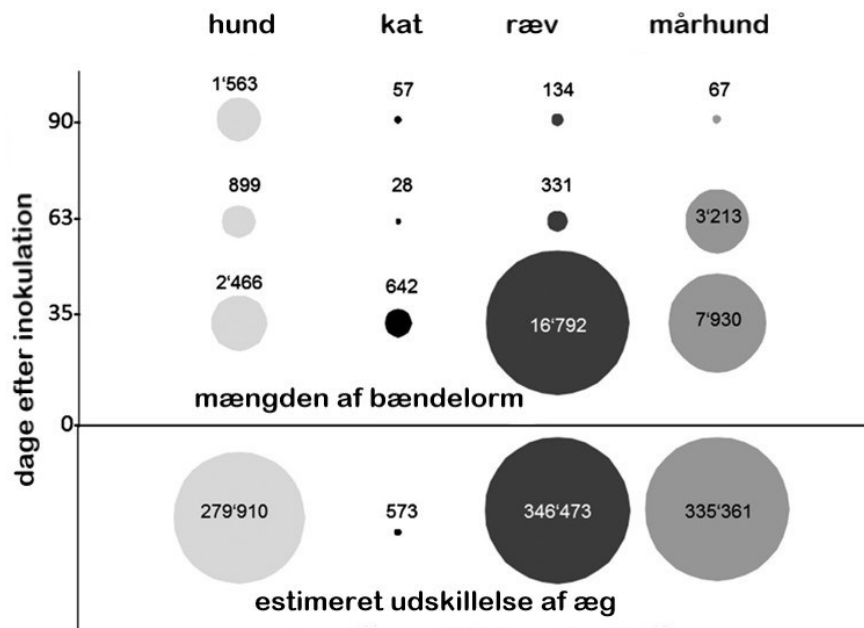 hund kat ræv mårhund
1‘563 57 134 67
90
899 28 331 3‘213
63
2‘466 642 16‘792 7‘930
35
mængden af bændelorm
0
dage efter inokulation
279‘910 573 346‘473 335‘361
estimeret udskillelse af æg